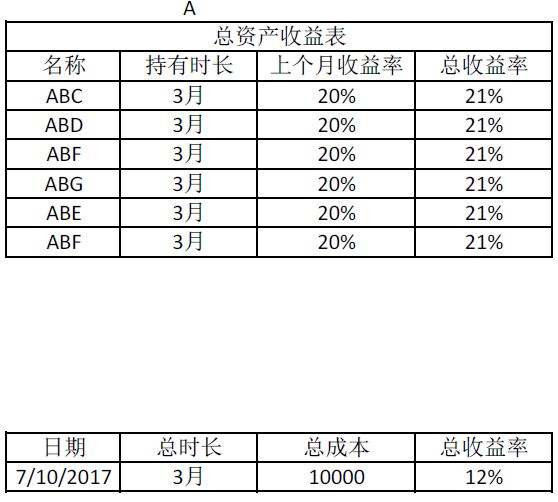 A
总资产收益表
名称 持有时长 上个月收益率 总收益率
ABC 3月 20% 21%
ABD 3月 20% 21%
ABF 3月 20% 21%
ABG 3月 20% 21%
ABE 3月 20% 21%
ABF 3月 20% 21%
日期 总时长 总成本 总收益率
7/10/2017 3月 10000 12%